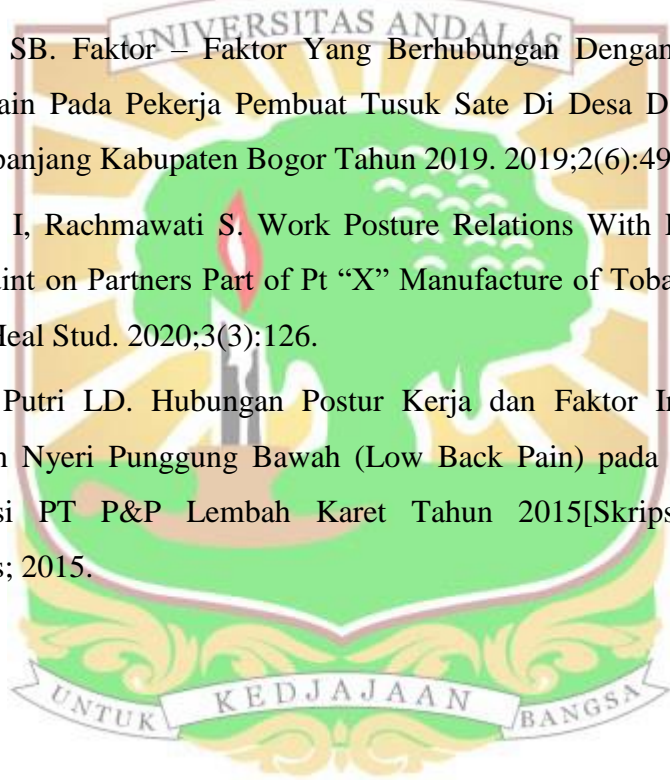 UNIVERSITAS ANDALAS
SB. Faktor – Faktor Yang Berhubungan Dengan
ain Pada Pekerja Pembuat Tusuk Sate Di Desa D
panjang Kabupaten Bogor Tahun 2019. 2019;2(6):49
I, Rachmawati S. Work Posture Relations With
int on Partners Part of Pt “X” Manufacture of Toba
Heal Stud. 2020;3(3):126.
Putri LD. Hubungan Postur Kerja dan Faktor In
n Nyeri Punggung Bawah (Low Back Pain) pada
si PT P&P Lembah Karet Tahun 2015[Skrips
s; 2015.
UNTUK KEDJAJAAN BANGSA